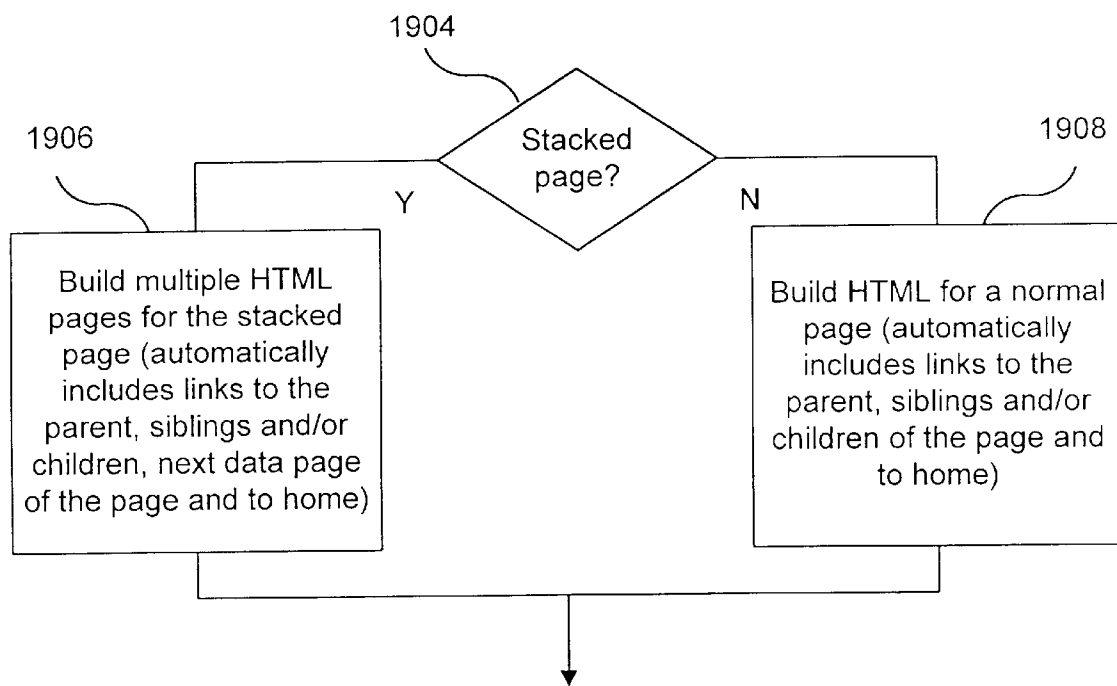 1904
Stacked
page?
1906
1908
Y
N
Build multiple HTML
pages for the stacked
page (automatically
includes links to the
parent, siblings and/or
children, next data page
of the page and to home)
Build HTML for a normal
page (automatically
includes links to the
parent, siblings and/or
children of the page and
to home)